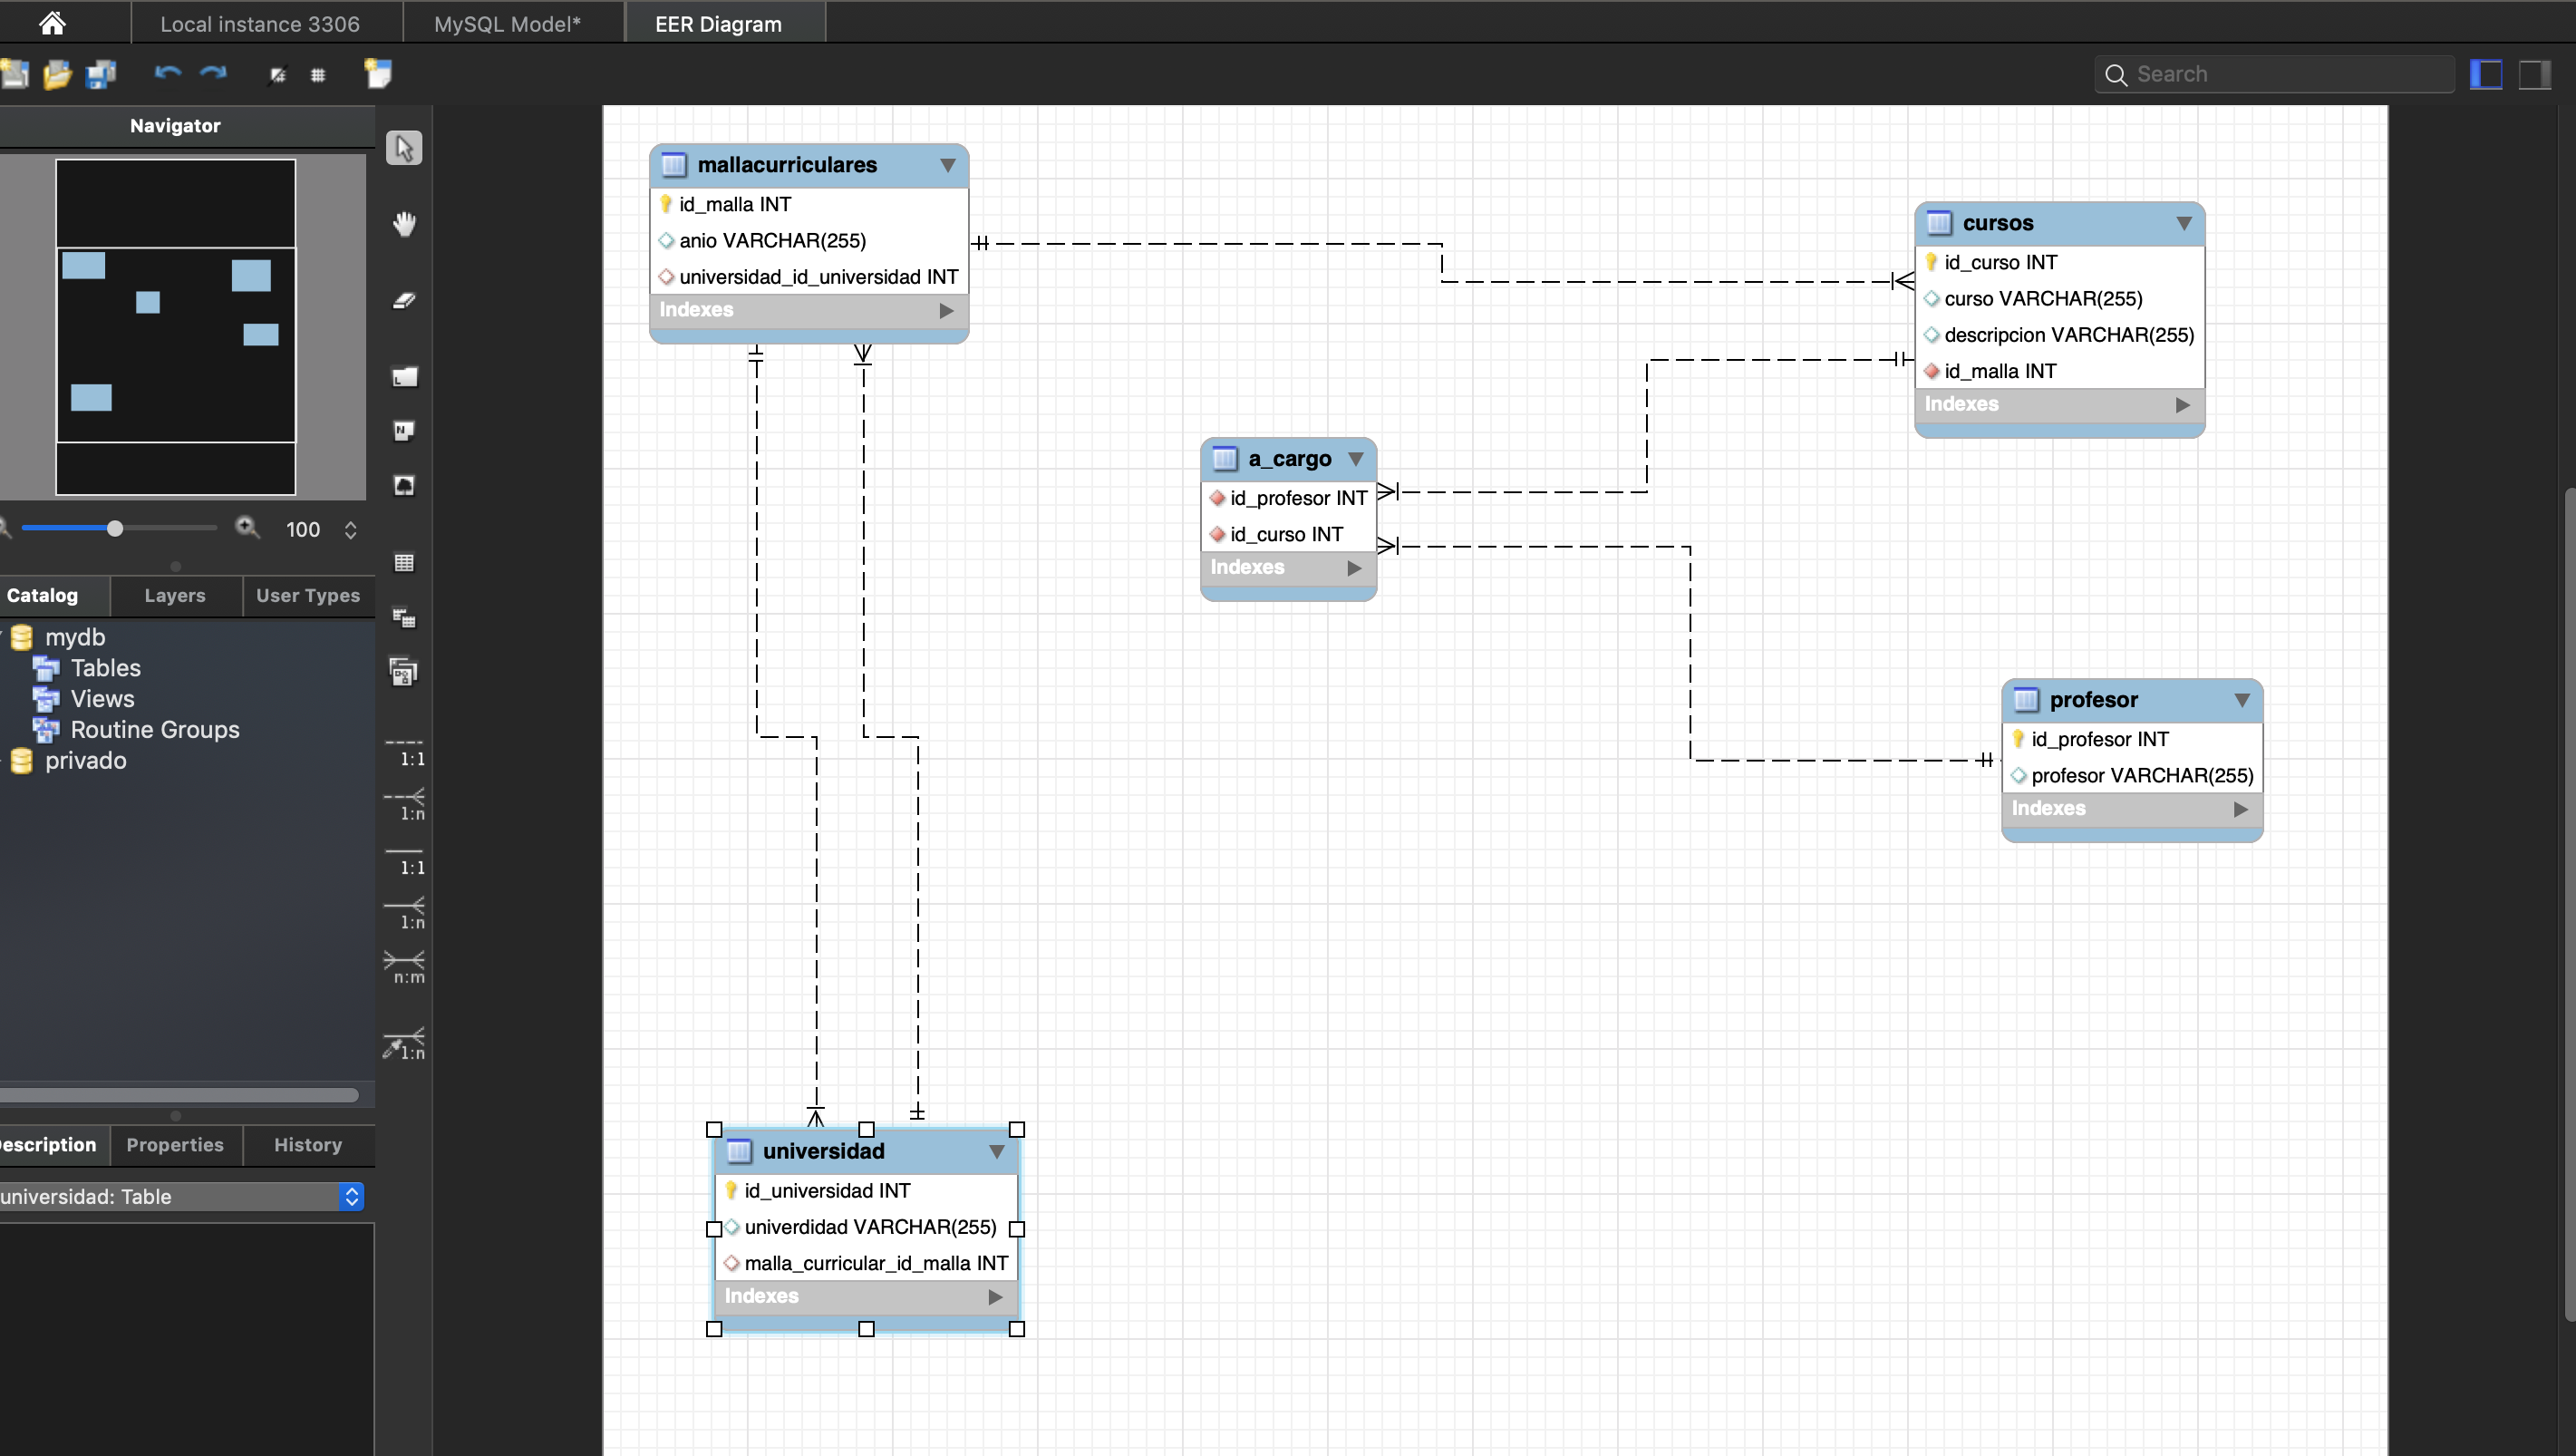 Local instance 3306
MySQL Model*
EER Diagram
Search
Navigator
100
Catalog
Layers
User Types
mydb
Tables
Views
Routine Groups
privado
escription
Properties
History
universidad: Table
1:1
1:n
1:1
1:n
n:m
1:n
mallacurriculares
id_malla INT
anio VARCHAR(255)
universidad_id_universidad INT
Indexes
cursos
id_curso INT
curso VARCHAR(255)
descripcion VARCHAR(255)
id_malla INT
Indexes
a_cargo
id_profesor INT
id_curso INT
Indexes
profesor
id_profesor INT
profesor VARCHAR(255)
Indexes
universidad
id_universidad INT
univerdidad VARCHAR(255)
malla_curricular_id_malla INT
Indexes